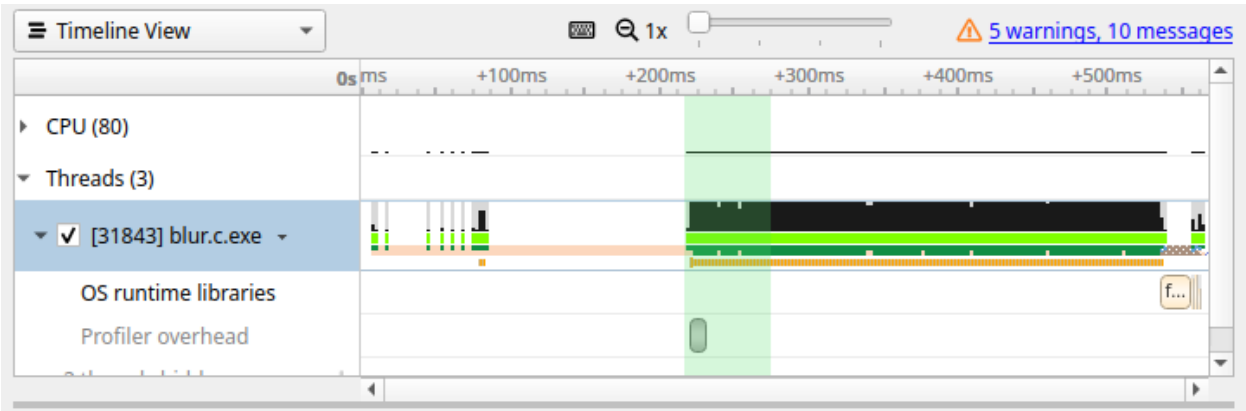 Timeline View 1x 5 warnings, 10 messages
0s ms +100ms +200ms +300ms +400ms +500ms
CPU (80)
Threads (3)
[31843] blur.c.exe
OS runtime libraries
f...
Profiler overhead